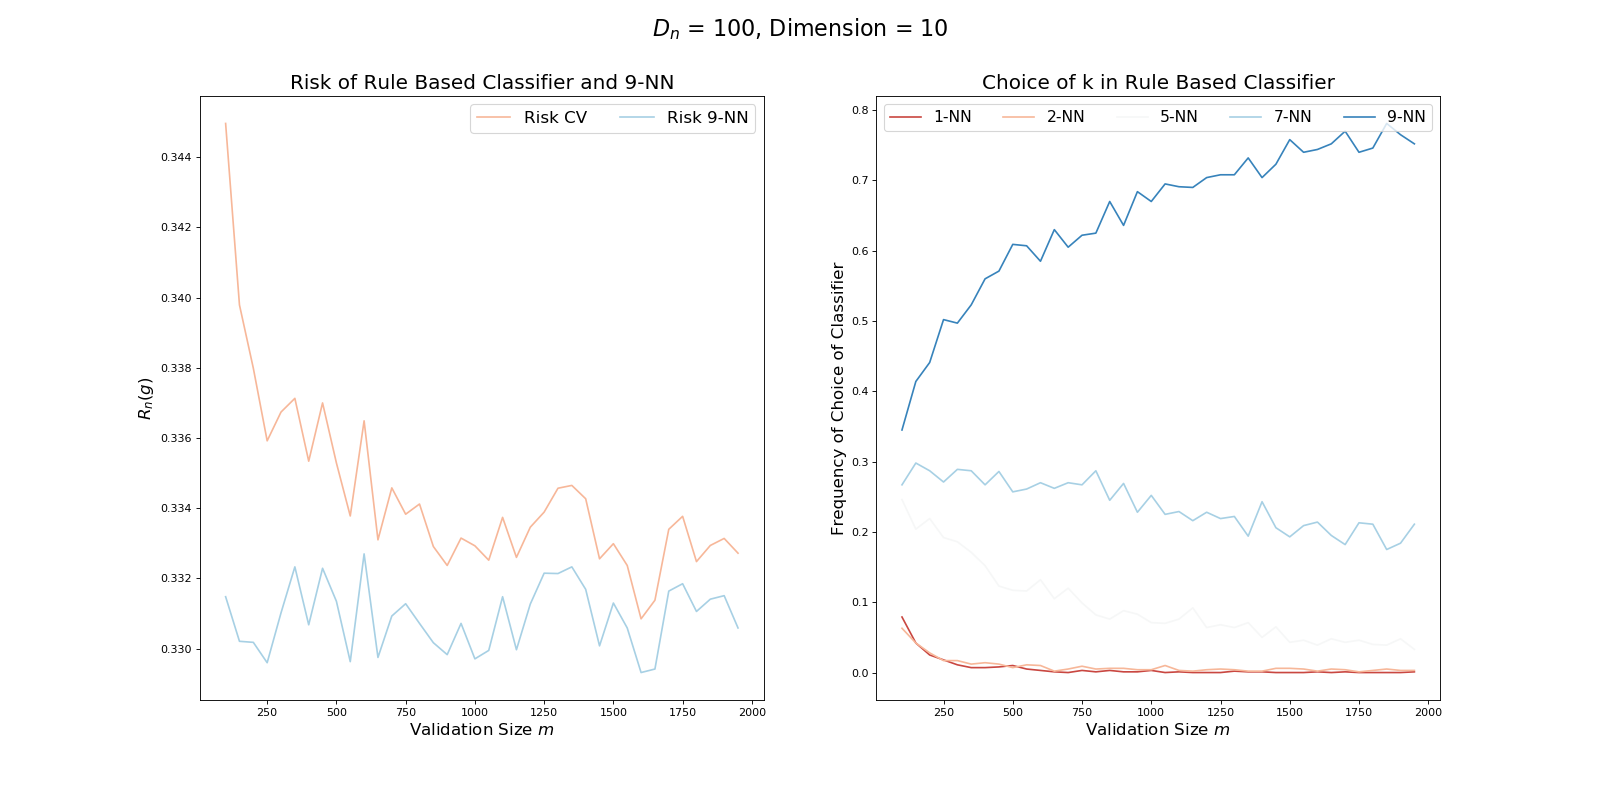 D_n = 100, Dimension = 10
Risk of Rule Based Classifier and 9-NN
Risk CV Risk 9-NN
0.344
0.342
0.340
0.338
0.336
0.334
0.332
0.330
R_n(g)
250 500 750 1000 1250 1500 1750 2000
Validation Size m
Choice of k in Rule Based Classifier
1-NN 2-NN 5-NN 7-NN 9-NN
0.8
0.7
0.6
0.5
0.4
0.3
0.2
0.1
0.0
Frequency of Choice of Classifier
250 500 750 1000 1250 1500 1750 2000
Validation Size m